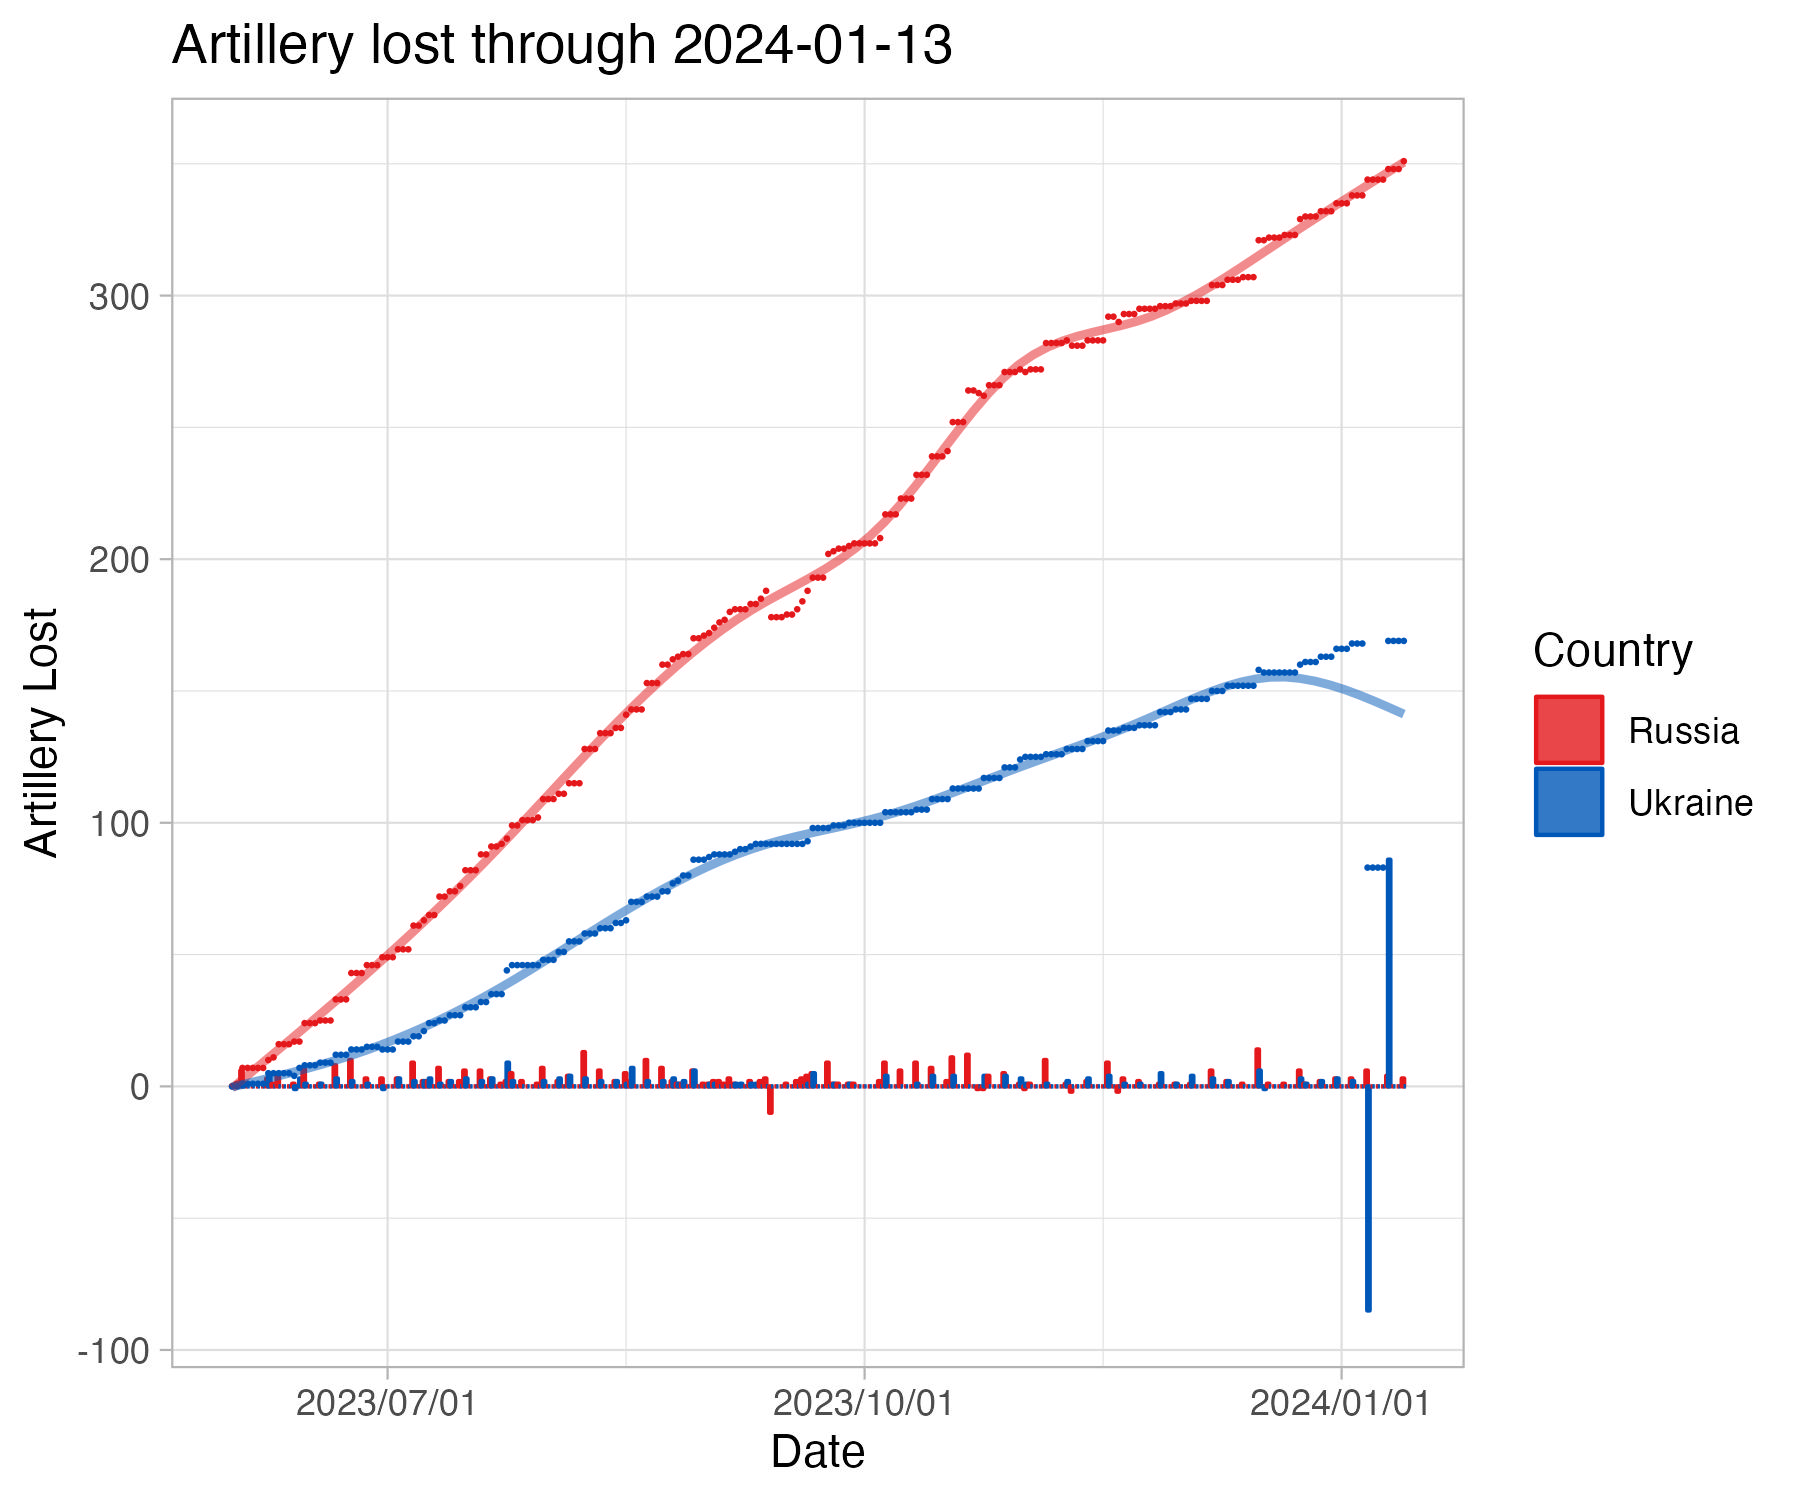 Artillery lost through 2024-01-13
Artillery Lost
300
200
100
0
-100
2023/07/01
2023/10/01
2024/01/01
Date
Country
Russia
Ukraine